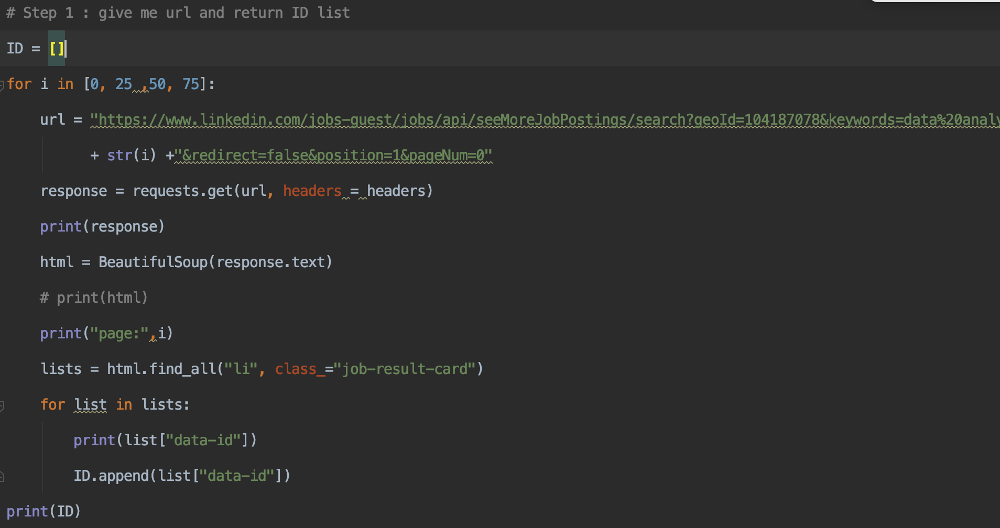 # Step 1 : give me url and return ID list
ID = []
for i in [0, 25 ,50, 75]:
url = "https://www.linkedin.com/jobs-guest/jobs/api/seeMoreJobPostings/search?geoId=104187078&keywords=data%20analy
+ str(i) +"&redirect=false&position=1&pageNum=0"
response = requests.get(url, headers = headers)
print(response)
html = BeautifulSoup(response.text)
# print(html)
print("page:",i)
lists = html.find_all("li", class_="job-result-card")
for list in lists:
print(list["data-id"])
ID.append(list["data-id"])
print(ID)